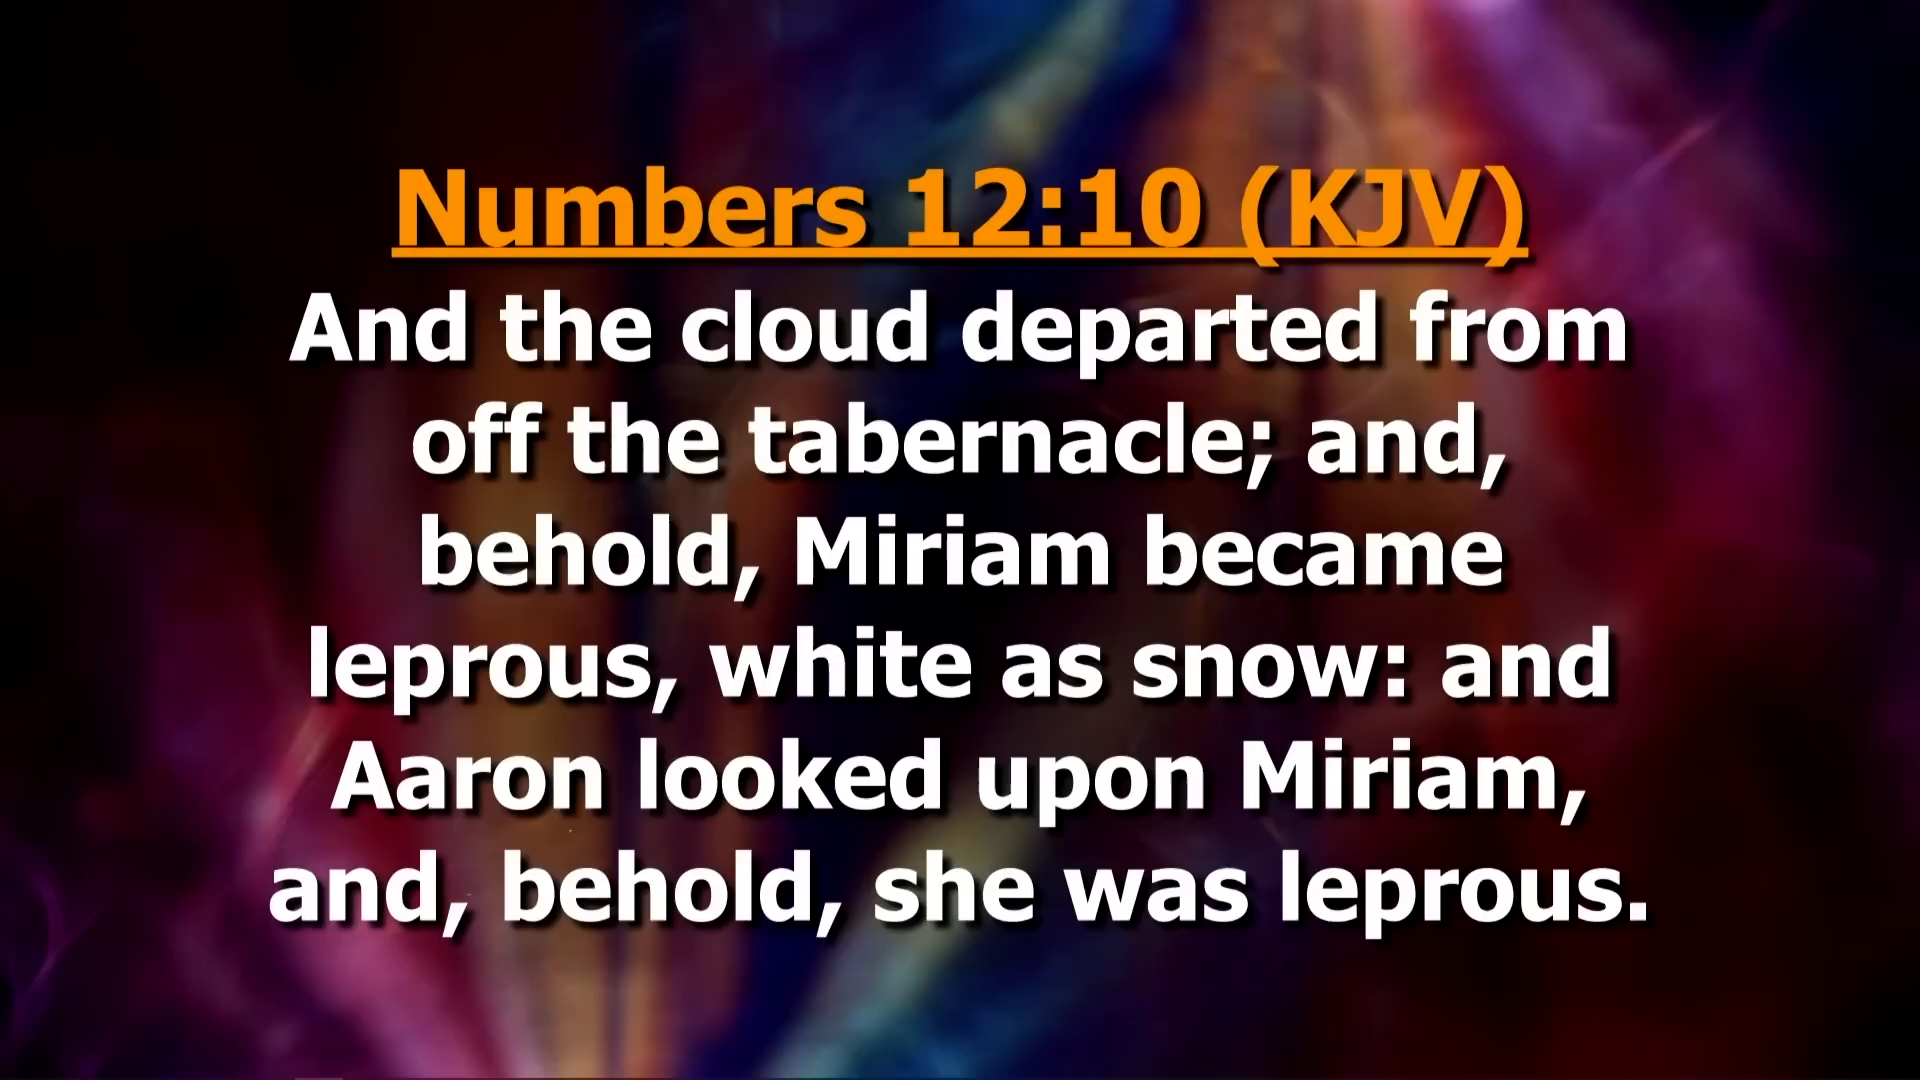 Numbers 12:10 (KJV)
And the cloud departed from
off the tabernacle; and,
behold, Miriam became
leprous, white as snow: and
Aaron looked upon Miriam,
and, behold, she was leprous.